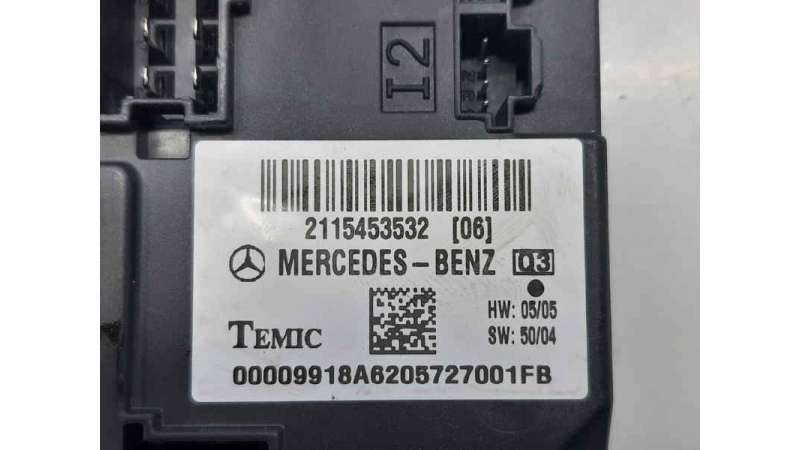 I2
2115453532 [06]
MERCEDES-BENZ Q3
HW: 05/05
TEMIC
SW: 50/04
00009918A6205727001FB